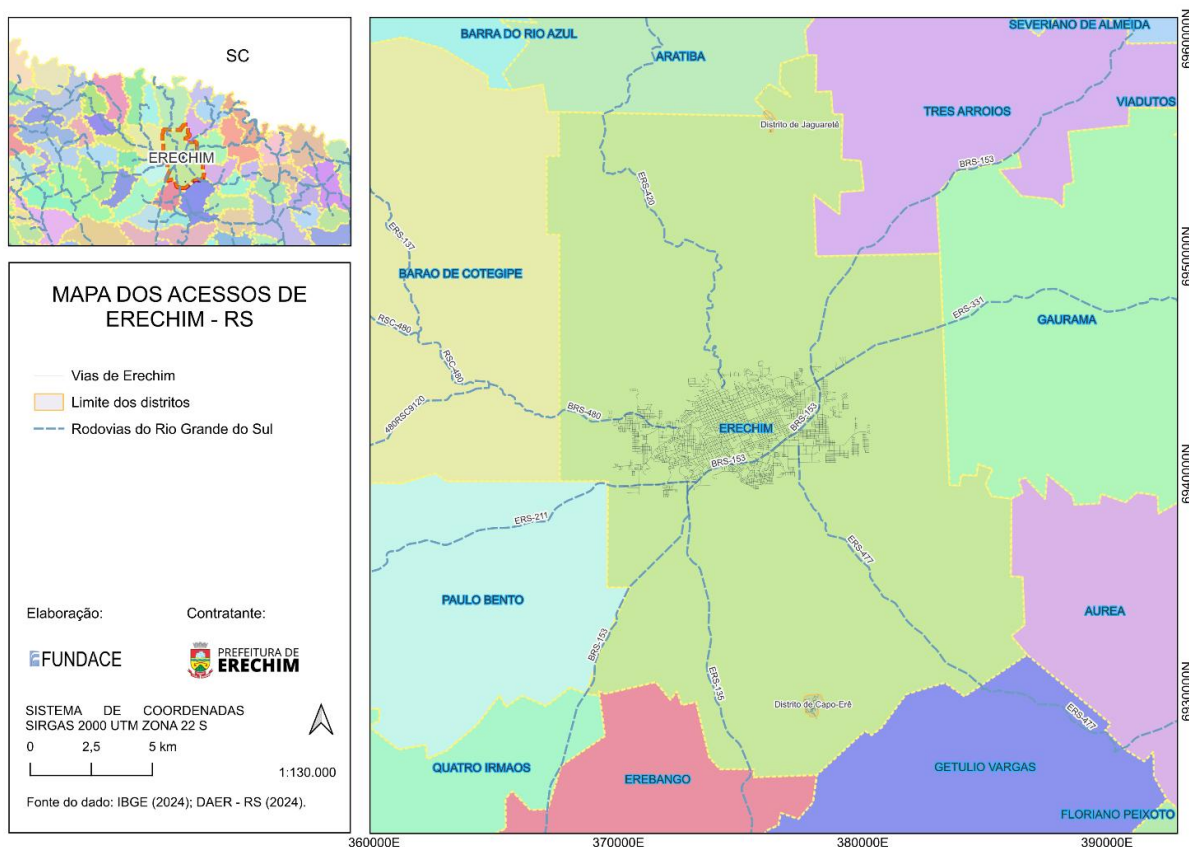 SC
ERECHIM
MAPA DOS ACESSOS DE
ERECHIM - RS
Vias de Erechim
Limite dos distritos
Rodovias do Rio Grande do Sul
Elaboração:
Contratante:
FUNDACE
PREFEITURA DE
ERECHIM
SISTEMA DE COORDENADAS
SIRGAS 2000 UTM ZONA 22 S
0 2,5 5 km
1:130.000
Fonte do dado: IBGE (2024); DAER - RS (2024).
BARRA DO RIO AZUL
ARATIBA
SEVERIANO DE ALMEIDA
TRES ARROIOS
VIADUTOS
Distrito de Jaguaretê
BRS-153
ERS-420
ERS-137
BARAO DE COTEGIPE
ERS-331
GAURAMA
RSC-480
RSC-480
480RSC9120
BRS-480
ERECHIM
BRS-153
BRS-153
ERS-211
ERS-477
PAULO BENTO
AUREA
BRS-153
ERS-135
Distrito de Capo-Erê
ERS-477
QUATRO IRMAOS
EREBANGO
GETULIO VARGAS
FLORIANO PEIXOTO
6960000N
6950000N
6940000N
6930000N
360000E
370000E
380000E
390000E